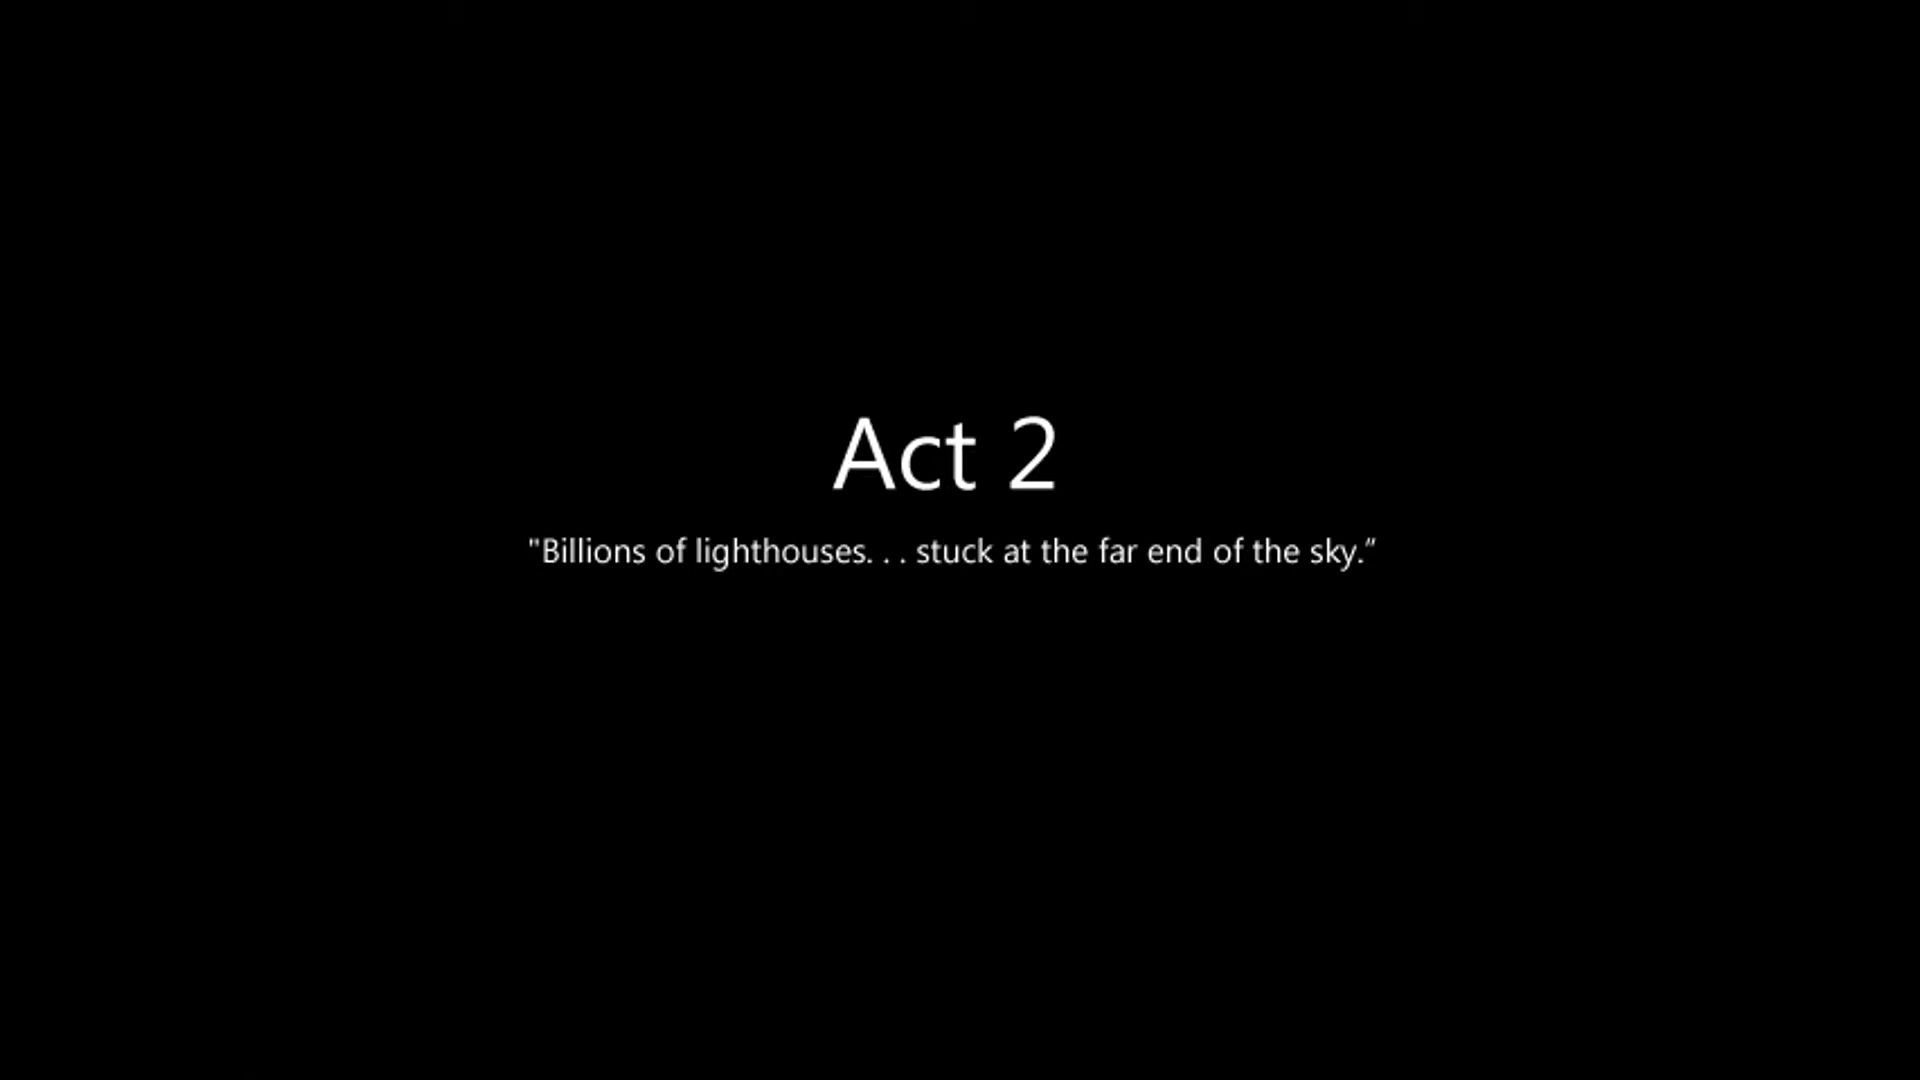 Act 2
"Billions of lighthouses. . . stuck at the far end of the sky.”